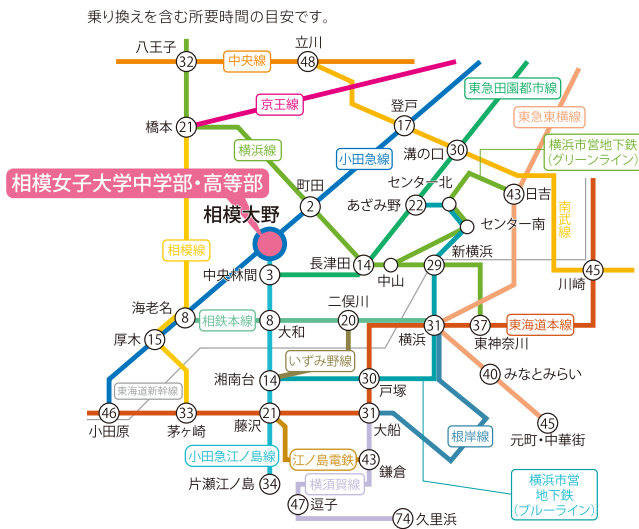 乗り換えを含む所要時間の目安です。
八王子
32
中央線
立川
48
京王線
東急田園都市線
東急東横線
登戸
17
橋本
21
横浜線
小田急線
溝の口
30
横浜市営地下鉄
（グリーンライン）
相模女子大学中学部・高等部
町田
2
センター北
あざみ野
22
43
日吉
南武線
相模大野
センター南
相模線
中央林間
3
長津田
14
中山
新横浜
29
川崎
45
海老名
8
相鉄本線
8
大和
二俣川
20
31
横浜
37
東神奈川
東海道本線
厚木
15
いずみ野線
東海道新幹線
湘南台
14
30
戸塚
40
みなとみらい
46
小田原
33
茅ヶ崎
藤沢
21
31
大船
根岸線
45
元町・中華街
小田急江ノ島線
江ノ島電鉄
43
鎌倉
片瀬江ノ島
34
横須賀線
横浜市営
地下鉄
（ブルーライン）
47
逗子
74
久里浜